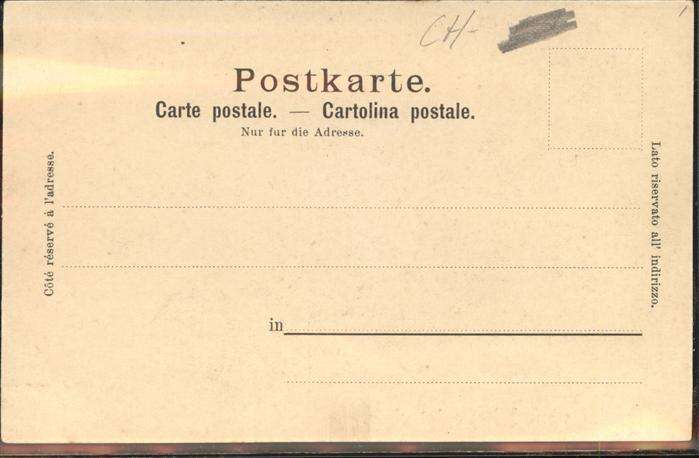 CH-
Postkarte.
Carte postale. — Cartolina postale.
Nur fur die Adresse.
Côté réservé á l'adresse.
Lato riservato all' indirizzo.
in